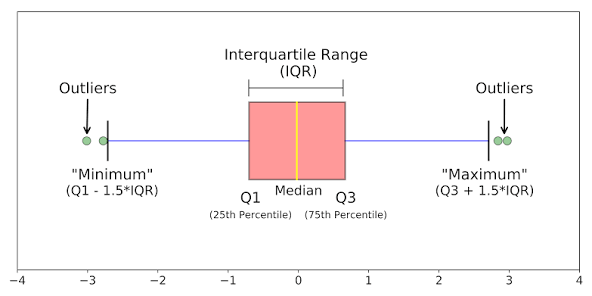 Interquartile Range
(IQR)
Outliers
Outliers
"Minimum"
(Q1 - 1.5*IQR)
"Maximum"
(Q3 + 1.5*IQR)
Median
Q1
Q3
(25th Percentile)
(75th Percentile)
−4
−3
−2
−1
0
1
2
3
4